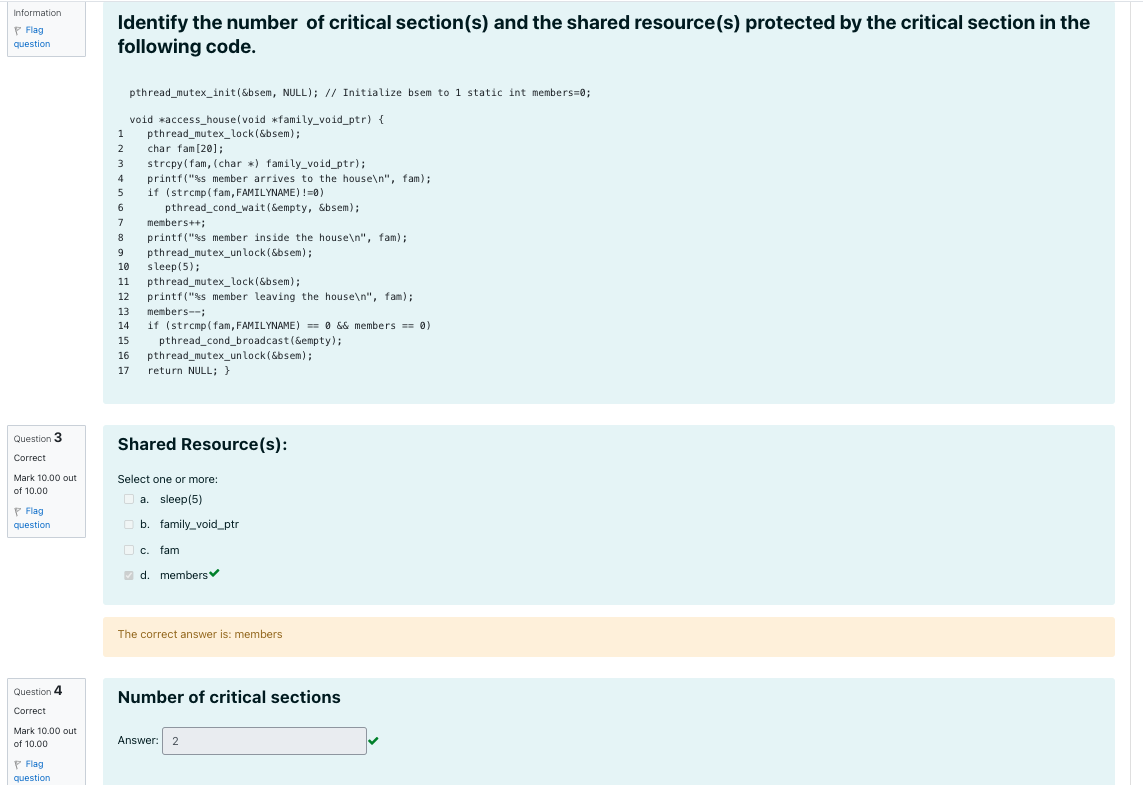 Information
Flag
question
Identify the number of critical section(s) and the shared resource(s) protected by the critical section in the
following code.
pthread_mutex_init(&bsem, NULL); // Initialize bsem to 1 static int members=0;
void *access_house(void *family_void_ptr) {
1 pthread_mutex_lock(&bsem);
2 char fam[20];
3 strcpy(fam,(char *) family_void_ptr);
4 printf("%s member arrives to the house\n", fam);
5 if (strcmp(fam,FAMILYNAME)!=0)
6 pthread_cond_wait(&empty, &bsem);
7 members++;
8 printf("%s member inside the house\n", fam);
9 pthread_mutex_unlock(&bsem);
10 sleep(5);
11 pthread_mutex_lock(&bsem);
12 printf("%s member leaving the house\n", fam);
13 members--;
14 if (strcmp(fam,FAMILYNAME) == 0 && members == 0)
15 pthread_cond_broadcast(&empty);
16 pthread_mutex_unlock(&bsem);
17 return NULL; }
Question 3
Correct
Mark 10.00 out
of 10.00
Flag
question
Shared Resource(s):
Select one or more:
a. sleep(5)
b. family_void_ptr
c. fam
d. members
The correct answer is: members
Question 4
Correct
Mark 10.00 out
of 10.00
Flag
question
Number of critical sections
Answer: 2